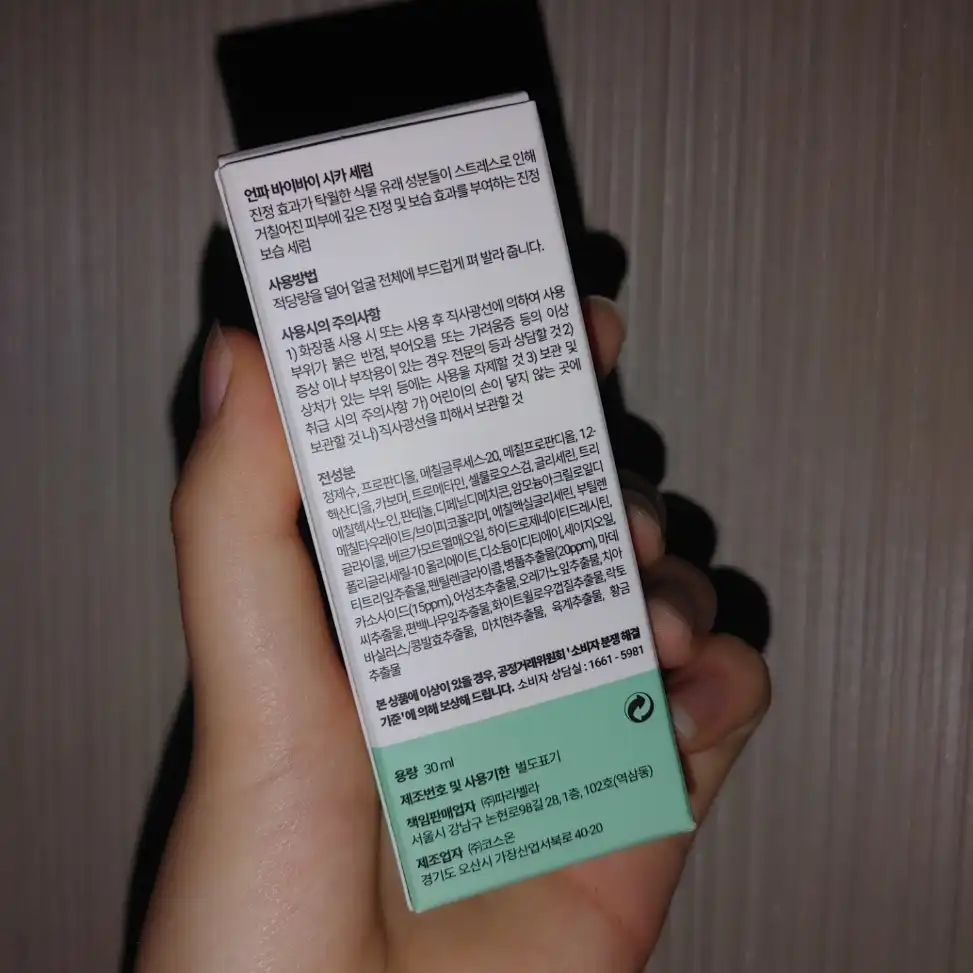 언파 바이바이 시카 세럼
진정 효과가 탁월한 식물 유래 성분들이 스트레스로 인해
거칠어진 피부에 깊은 진정 및 보습 효과를 부여하는 진정
보습 세럼
사용방법
적당량을 덜어 얼굴 전체에 부드럽게 펴 발라 줍니다.
사용시의 주의사항
1) 화장품 사용 시 또는 사용 후 직사광선에 의하여 사용
부위가 붉은 반점, 부어오름 또는 가려움증 등의 이상
증상 이나 부작용이 있는 경우 전문의 등과 상담할 것 2)
상처가 있는 부위 등에는 사용을 자제할 것 3) 보관 및
취급 시의 주의사항 가) 어린이의 손이 닿지 않는 곳에
보관할 것 나) 직사광선을 피해서 보관할 것
전성분
정제수, 프로판디올, 메칠글루세스-20, 메칠프로판디올, 1,2-
헥산디올, 카보머, 트로메타민, 셀룰로오스검, 글리세린, 트리
에칠헥사노인, 판테놀, 디페닐디메치콘, 암모늄아크릴로일디
메칠타우레이트/브이피코폴리머, 에칠헥실글리세린, 부틸렌
글라이콜, 베르가모트열매오일, 하이드로제네이티드레시틴,
폴리글리세릴-10 올리에이트, 디소듐이디티에이, 세이지오일,
티트리잎추출물, 펜틸렌글라이콜, 병풀추출물(20ppm), 마데
카소사이드(15ppm), 어성초추출물, 오레가노잎추출물, 치아
씨추출물, 편백나무잎추출물, 화이트윌로우껍질추출물, 락토
바실러스/콩발효추출물, 마치현추출물, 육계추출물, 황금
추출물
본 상품에 이상이 있을 경우, 공정거래위원회 '소비자 분쟁 해결
기준'에 의해 보상해 드립니다. 소비자 상담실 : 1661 - 5981
용량 30 ml
제조번호 및 사용기한 별도표기
책임판매업자 ㈜파라벨라
서울시 강남구 논현로98길 28, 1층, 102호(역삼동)
제조업자 ㈜코스온
경기도 오산시 가장산업서북로 40-20